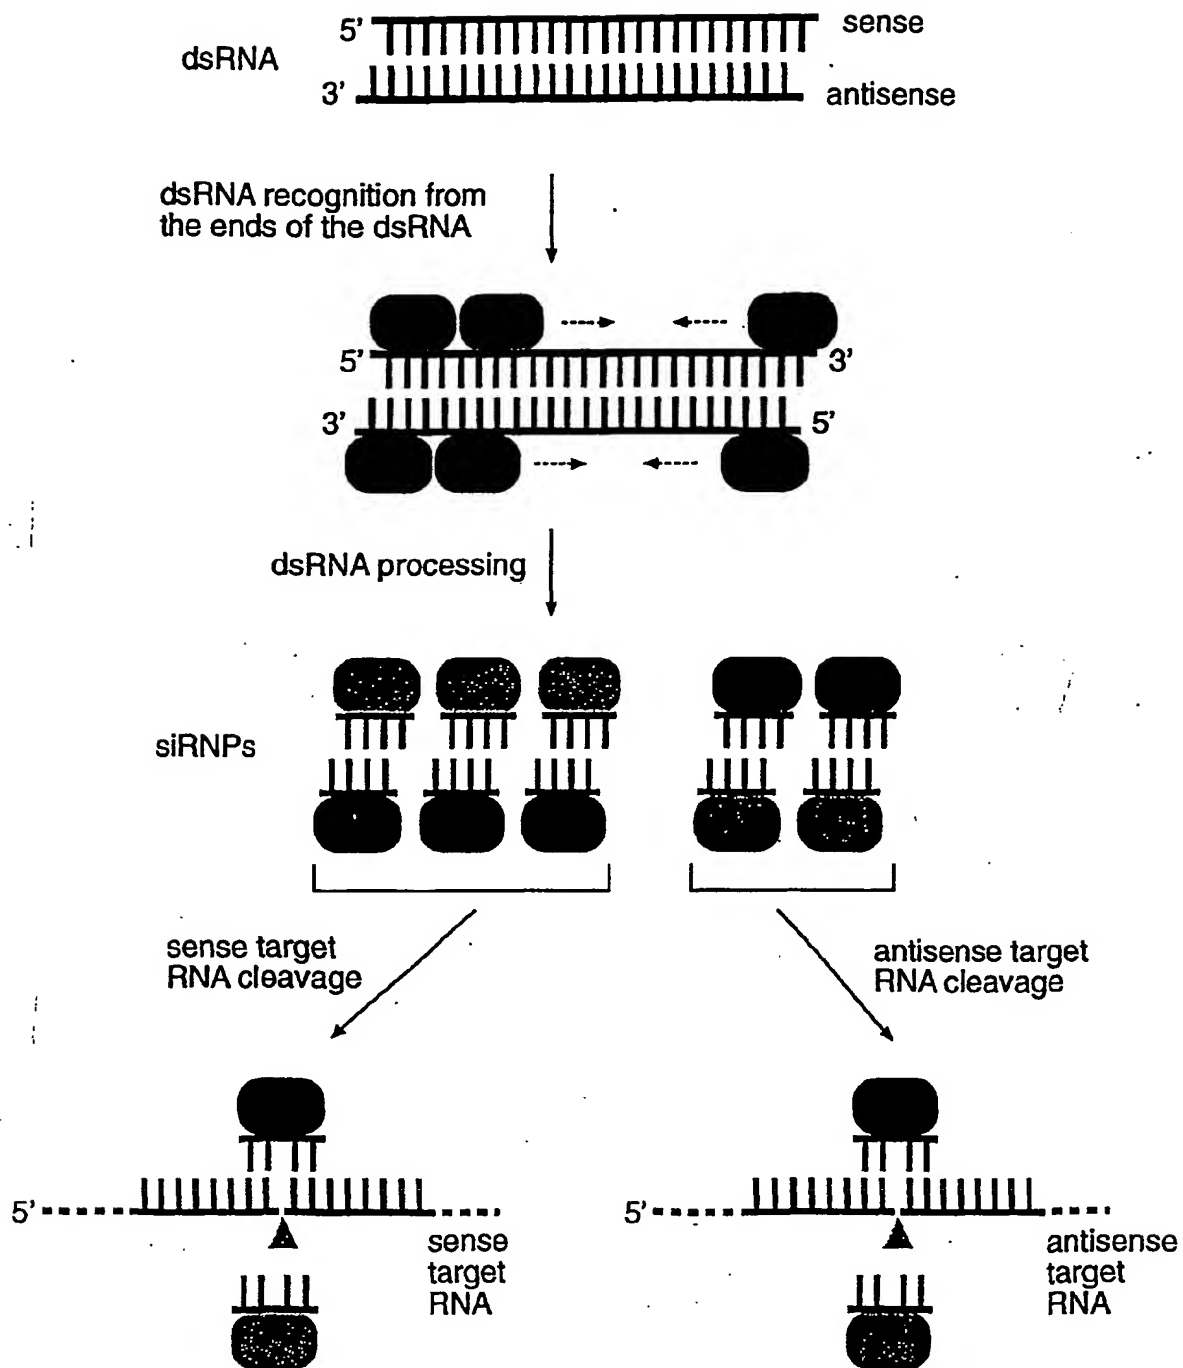 5' sense
dsRNA
3' antisense
dsRNA recognition from
the ends of the dsRNA
5' 3'
3' 5'
dsRNA processing
siRNPs
sense target
RNA cleavage
antisense target
RNA cleavage
5'
sense
target
RNA
5'
antisense
target
RNA